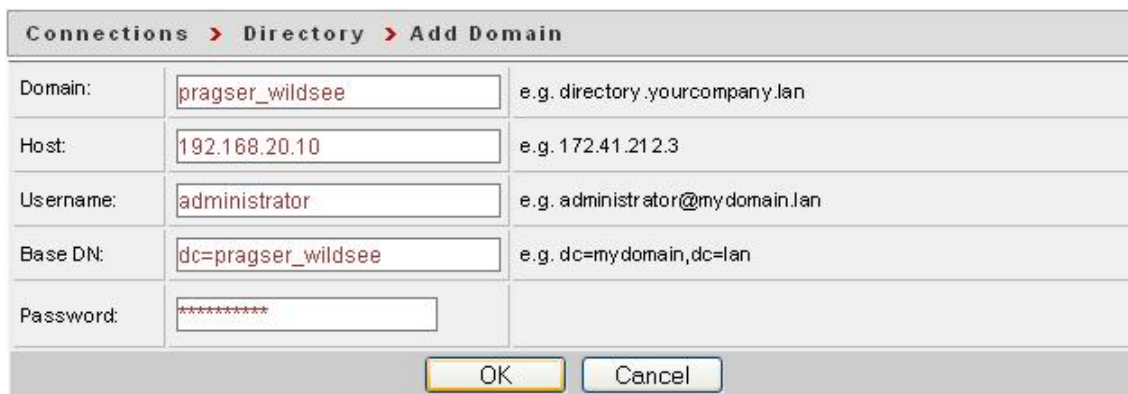 Connections > Directory > Add Domain
Domain: pragser_wildsee e.g. directory.yourcompany.lan
Host: 192.168.20.10 e.g. 172.41.212.3
Username: administrator e.g. administrator@mydomain.lan
Base DN: dc=pragser_wildsee e.g. dc=mydomain,dc=lan
Password: **********
OK Cancel